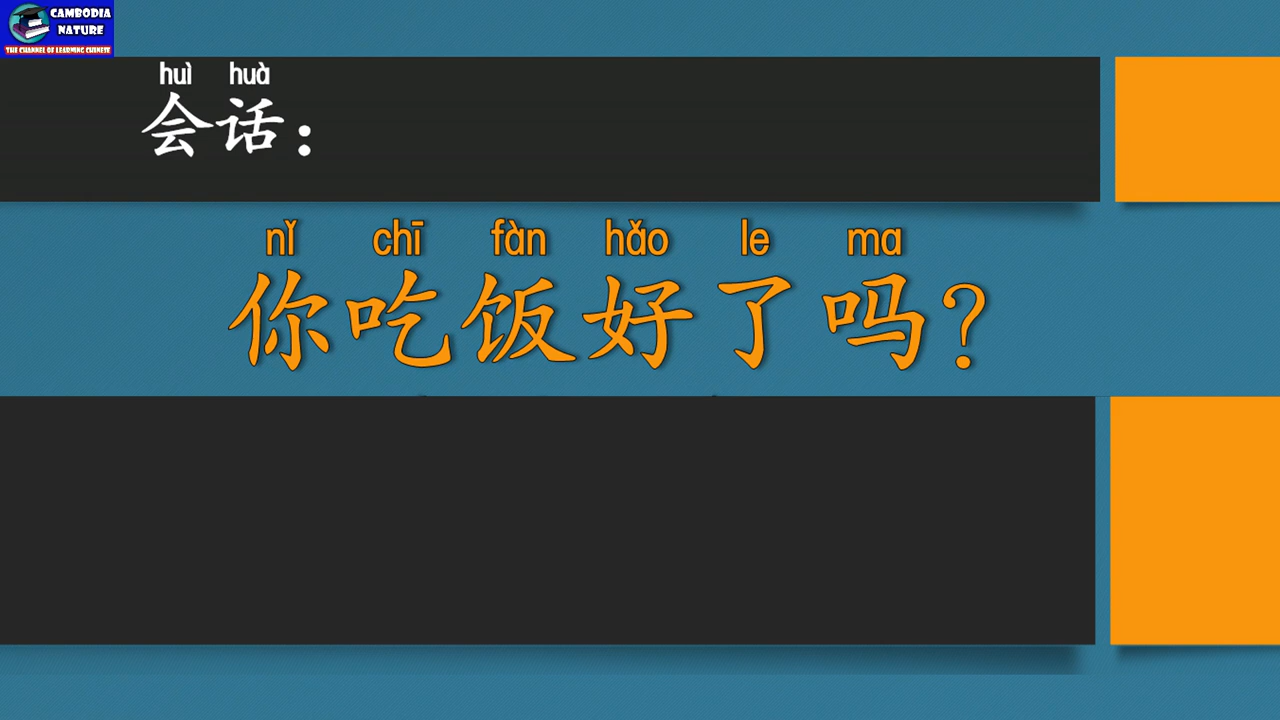 CAMBODIA
NATURE
THE CHANNEL OF LEARNING CHINESE
huì huà
会话：
nǐ chī fàn hǎo le ma
你吃饭好了吗？